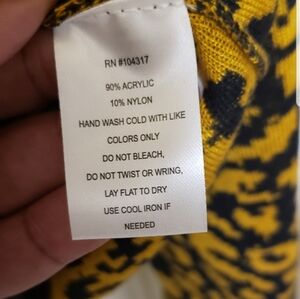 RN #104317
90% ACRYLIC
10% NYLON
HAND WASH COLD WITH LIKE
COLORS ONLY
DO NOT BLEACH,
DO NOT TWIST OR WRING,
LAY FLAT TO DRY
USE COOL IRON IF
NEEDED